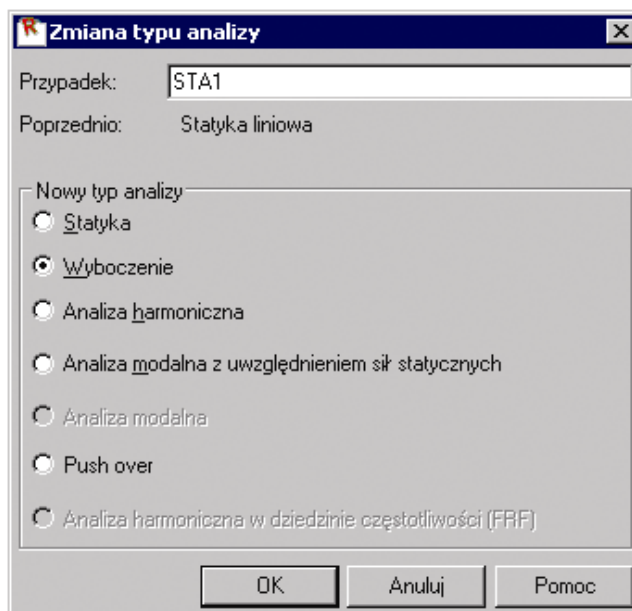 Zmiana typu analizy
Przypadek: STA1
Poprzednio: Statyka liniowa
Nowy typ analizy
Statyka
Wyboczenie
Analiza harmoniczna
Analiza modalna z uwzględnieniem sił statycznych
Analiza modalna
Push over
Analiza harmoniczna w dziedzinie częstotliwości (FRF)
OK Anuluj Pomoc